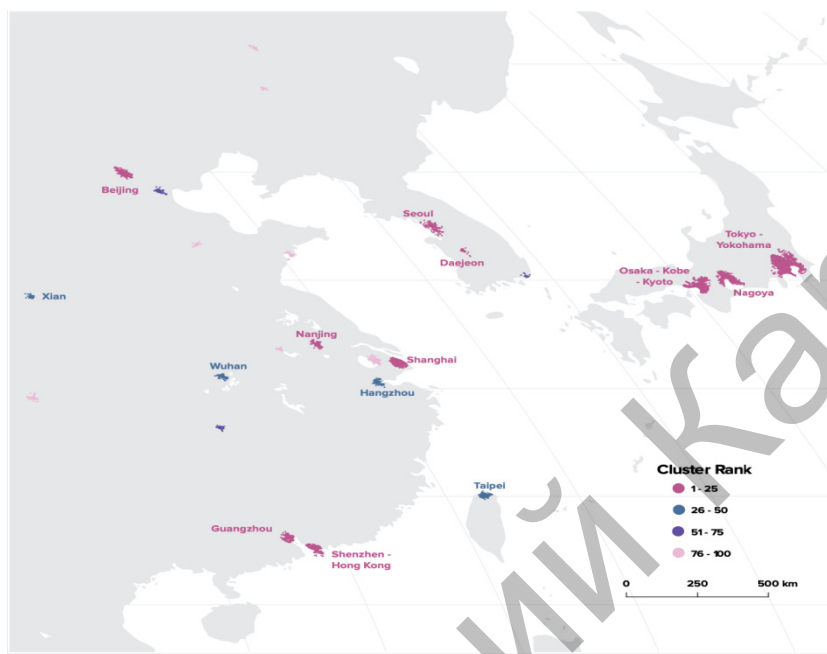 Beijing
Seoul
Daejeon
Tokyo -
Yokohama
Osaka - Kobe
- Kyoto
Nagoya
Xian
Nanjing
Shanghai
Wuhan
Hangzhou
Taipei
Guangzhou
Shenzhen -
Hong Kong
Cluster Rank
1 - 25
26 - 50
51 - 75
76 - 100
0 250 500 km